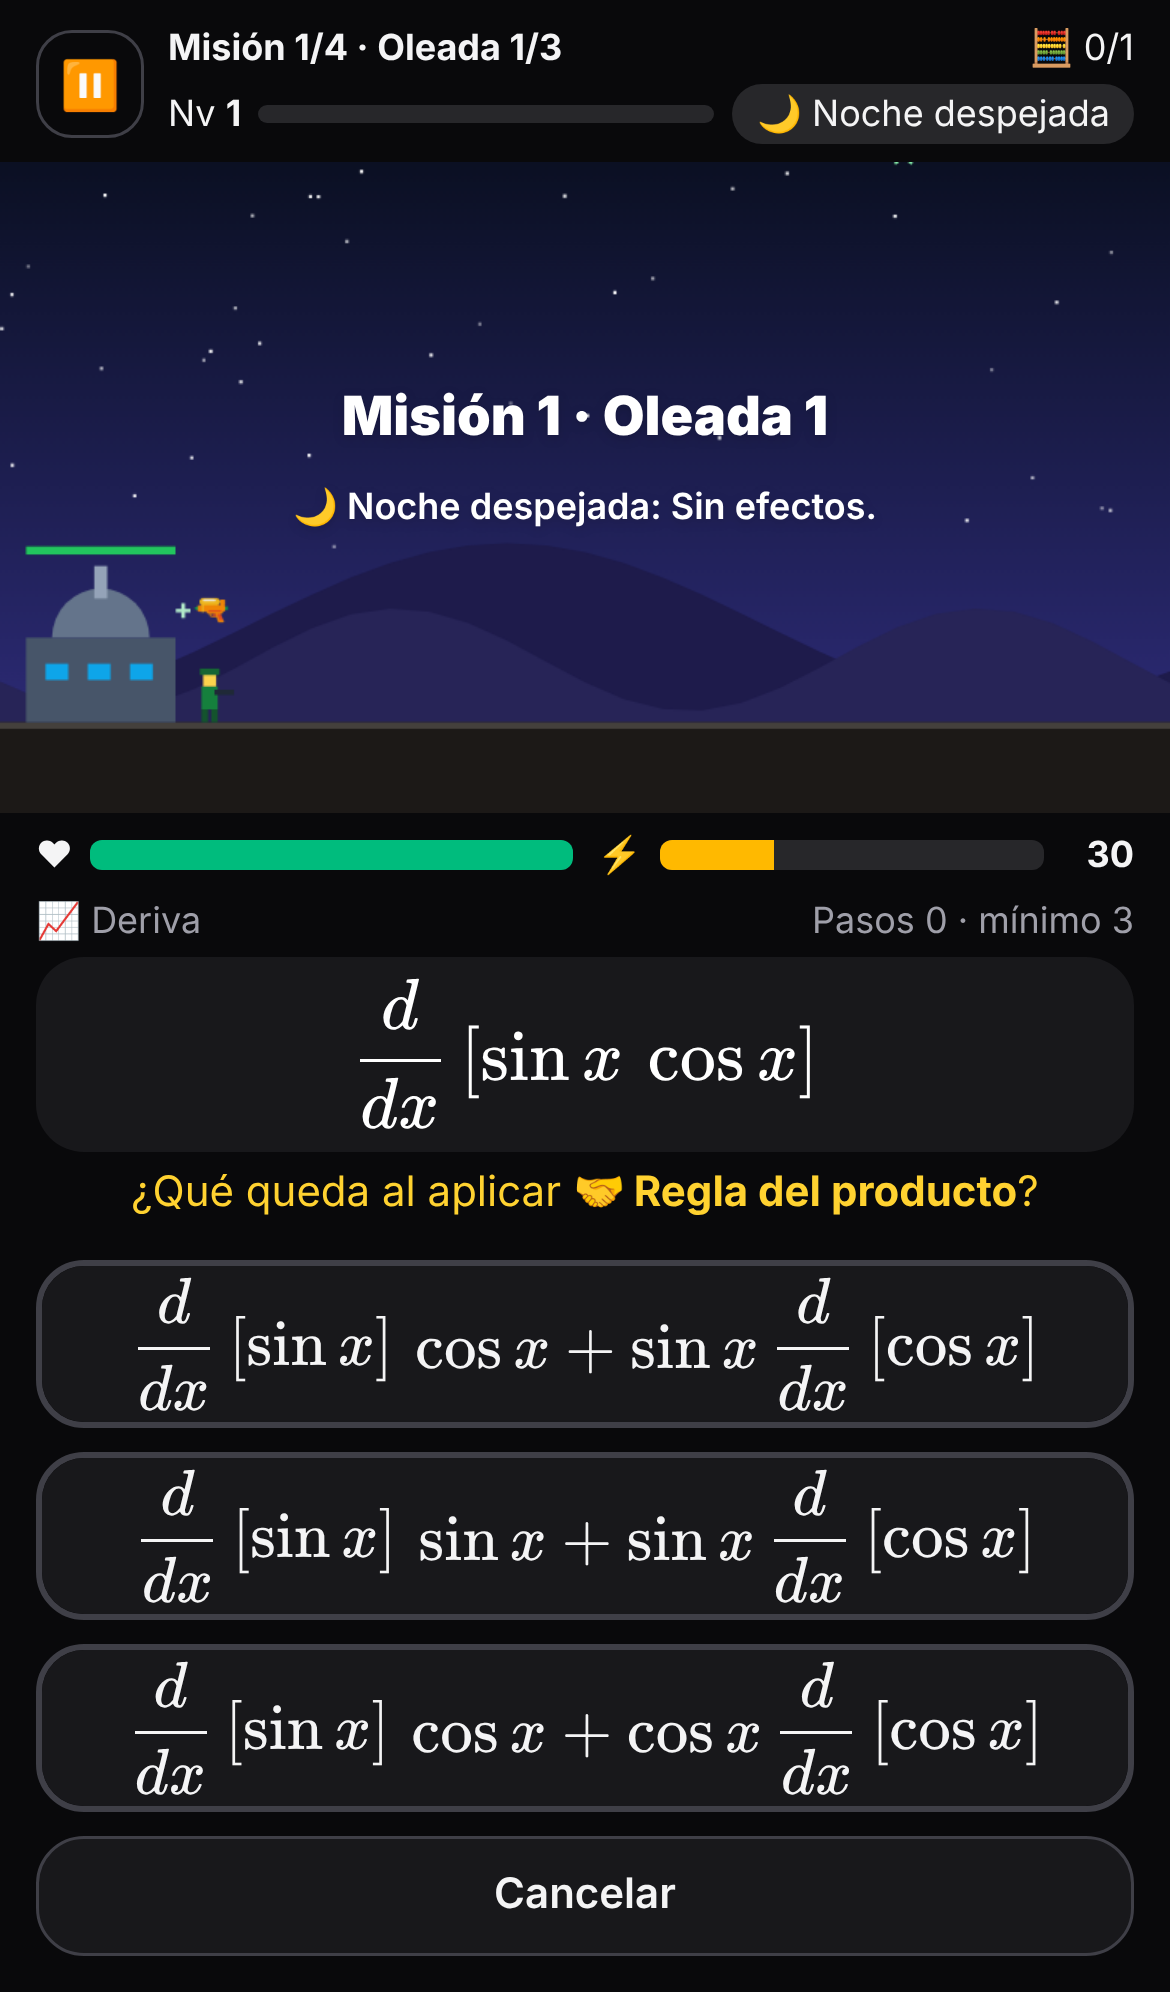 Misión 1/4 · Oleada 1/3
🧮 0/1
Nv 1
🌙 Noche despejada
Misión 1 · Oleada 1
🌙 Noche despejada: Sin efectos.
+🔫
♥ ⚡ 30
📈 Deriva
Pasos 0 · mínimo 3
d/dx [sin x cos x]
¿Qué queda al aplicar 🤝 Regla del producto?
d/dx [sin x] cos x + sin x d/dx [cos x]
d/dx [sin x] sin x + sin x d/dx [cos x]
d/dx [sin x] cos x + cos x d/dx [cos x]
Cancelar